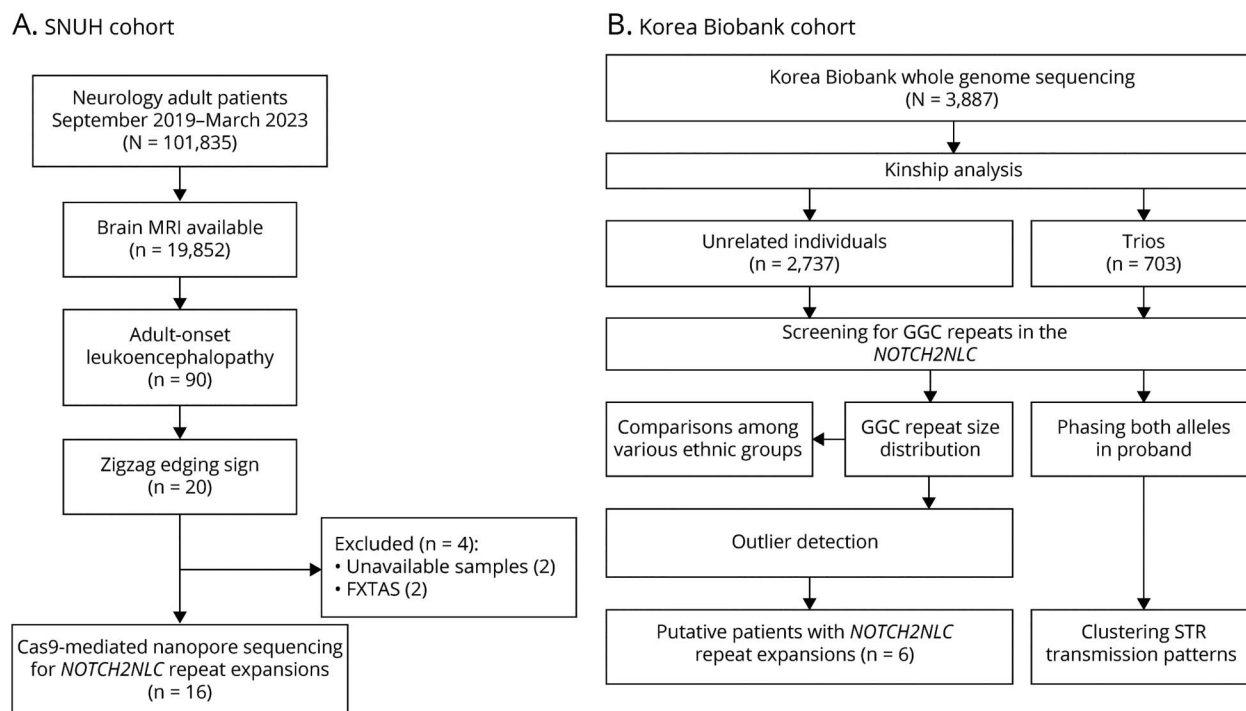 A. SNUH cohort
Neurology adult patients
September 2019–March 2023
(N = 101,835)
Brain MRI available
(n = 19,852)
Adult-onset
leukoencephalopathy
(n = 90)
Zigzag edging sign
(n = 20)
Excluded (n = 4):
• Unavailable samples (2)
• FXTAS (2)
Cas9-mediated nanopore sequencing
for NOTCH2NLC repeat expansions
(n = 16)
B. Korea Biobank cohort
Korea Biobank whole genome sequencing
(N = 3,887)
Kinship analysis
Unrelated individuals
(n = 2,737)
Trios
(n = 703)
Screening for GGC repeats in the
NOTCH2NLC
Comparisons among
various ethnic groups
GGC repeat size
distribution
Phasing both alleles
in proband
Outlier detection
Putative patients with NOTCH2NLC
repeat expansions (n = 6)
Clustering STR
transmission patterns